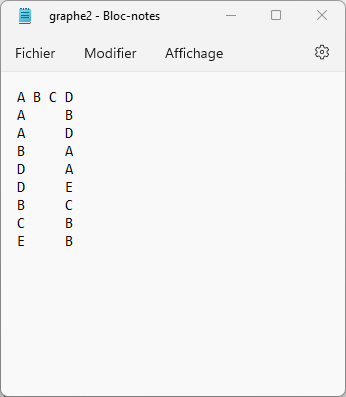 graphe2 - Bloc-notes
Fichier Modifier Affichage
A B C D
A     B
A     D
B     A
D     A
D     E
B     C
C     B
E     B